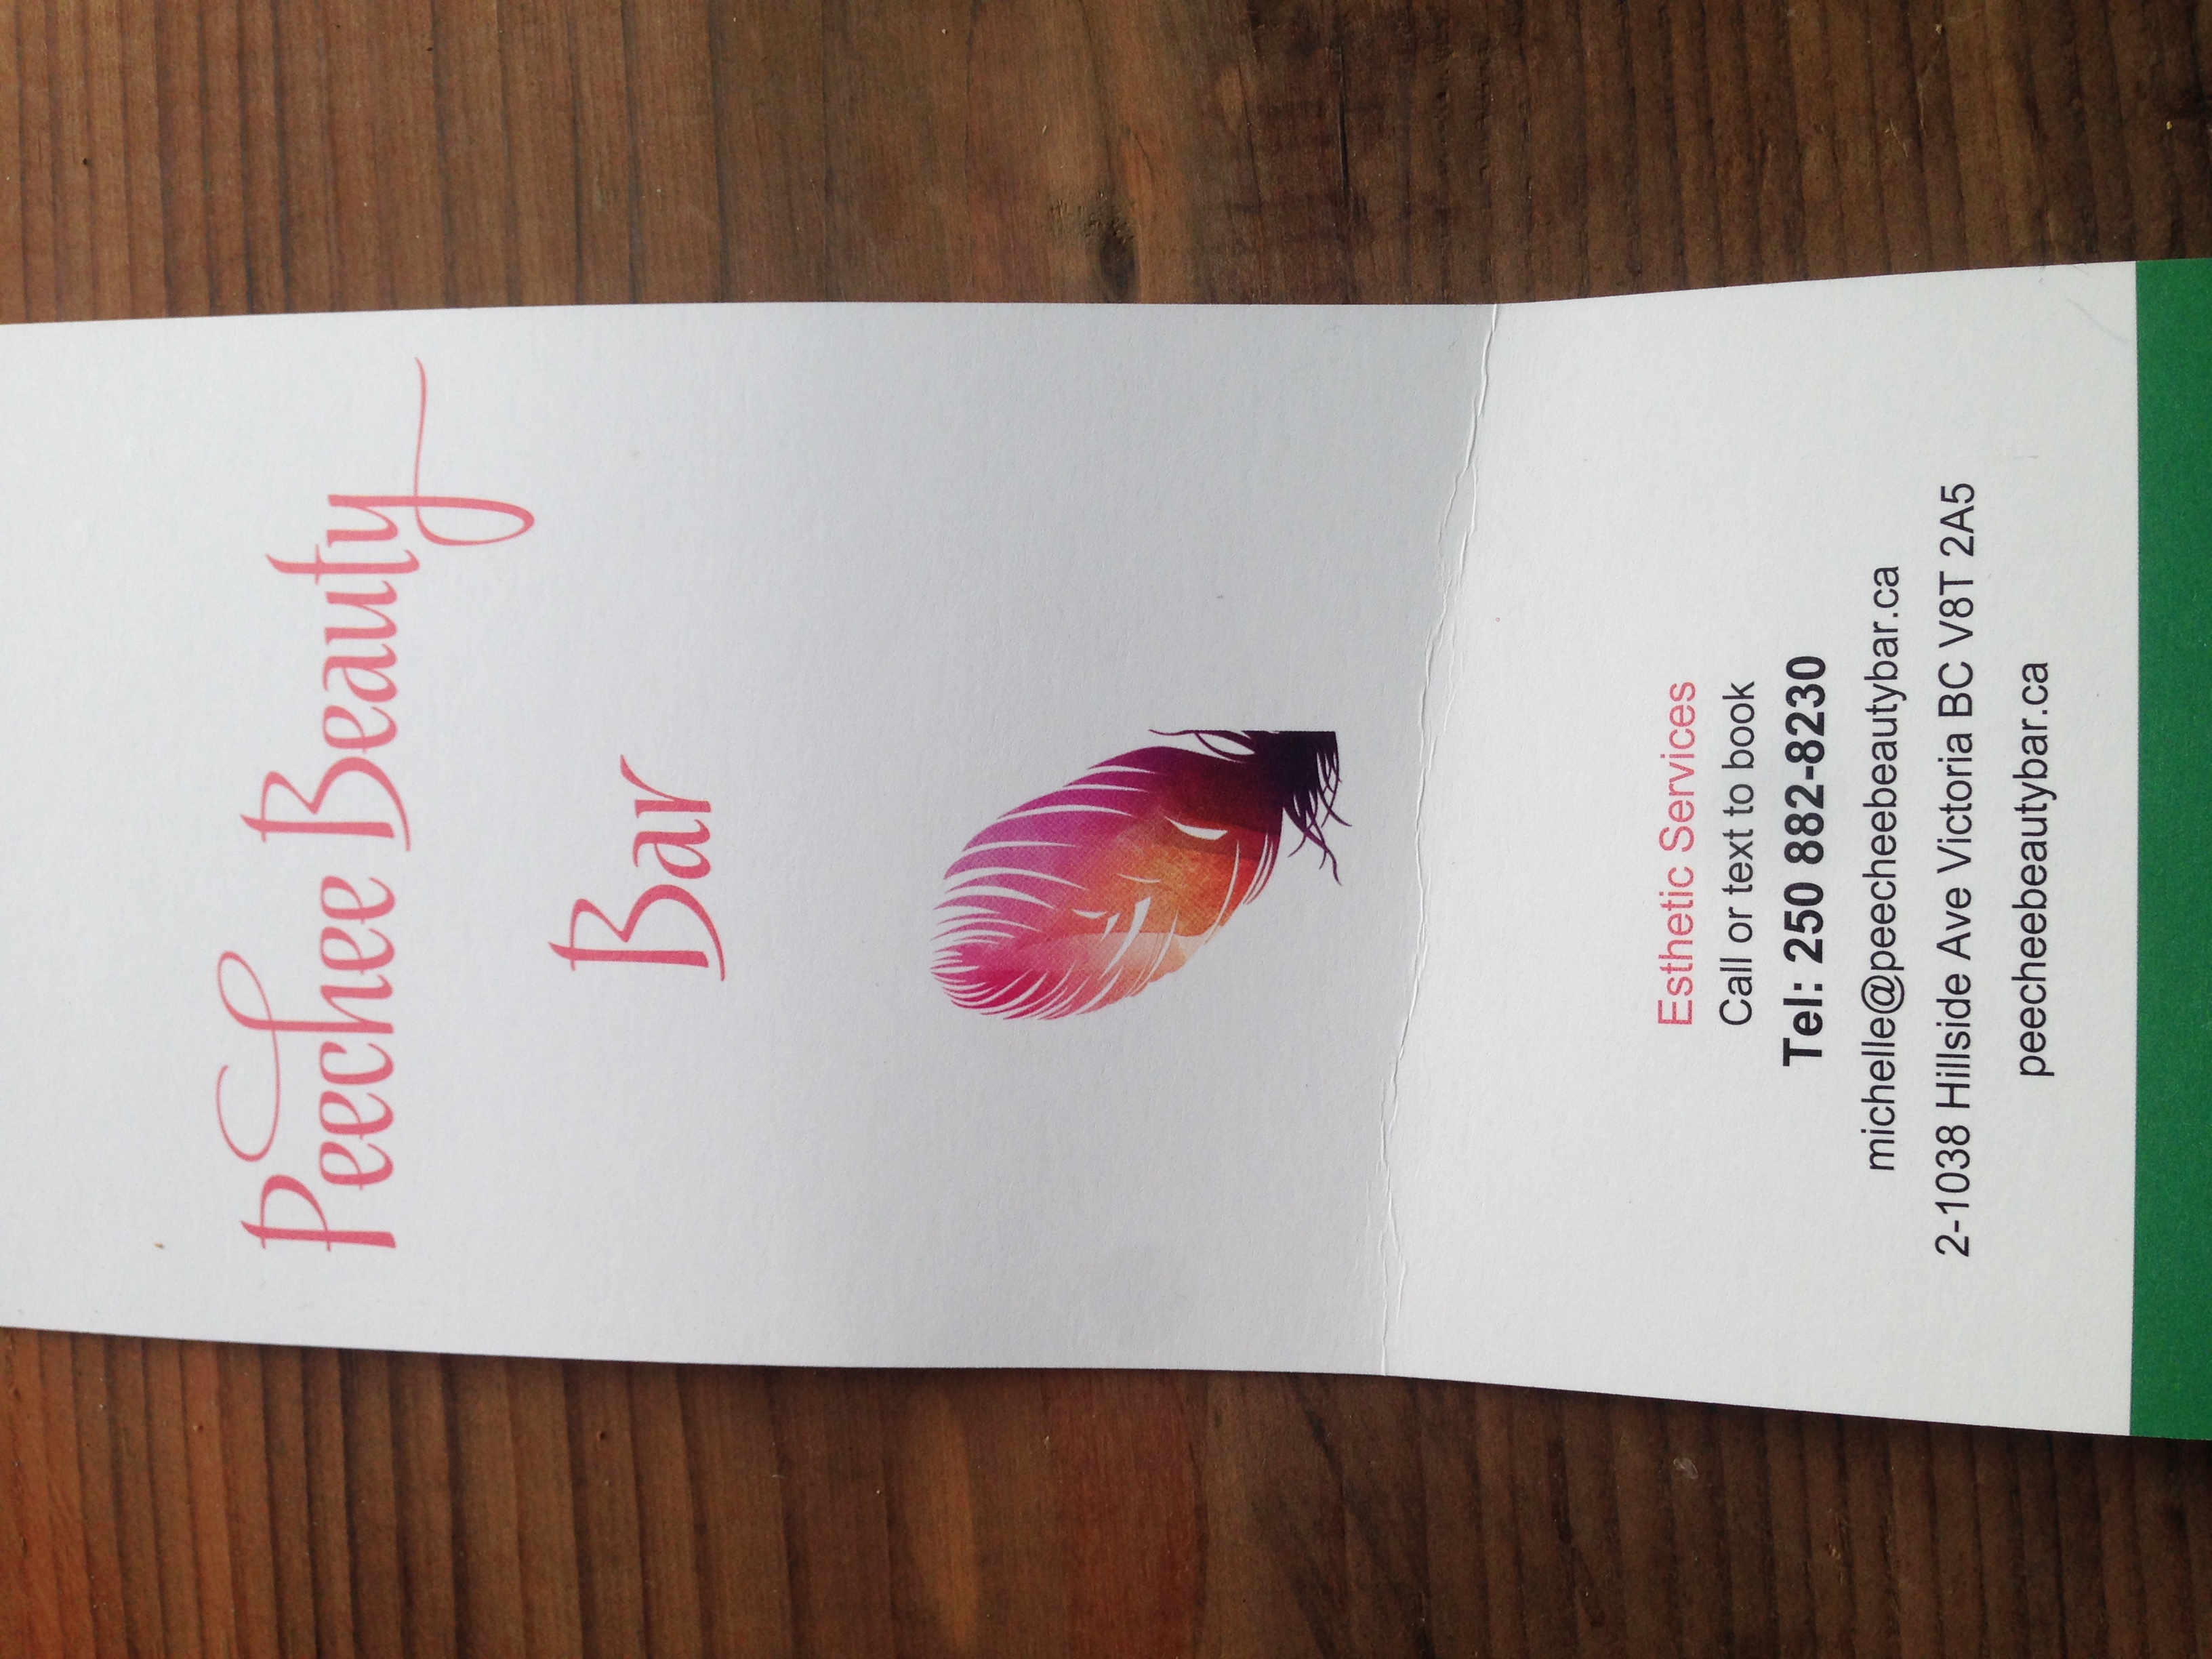 Peechee Beauty
Bar
Esthetic Services
Call or text to book
Tel: 250 882-8230
michelle@peecheebeautybar.ca
2-1038 Hillside Ave Victoria BC V8T 2A5
peecheebeautybar.ca